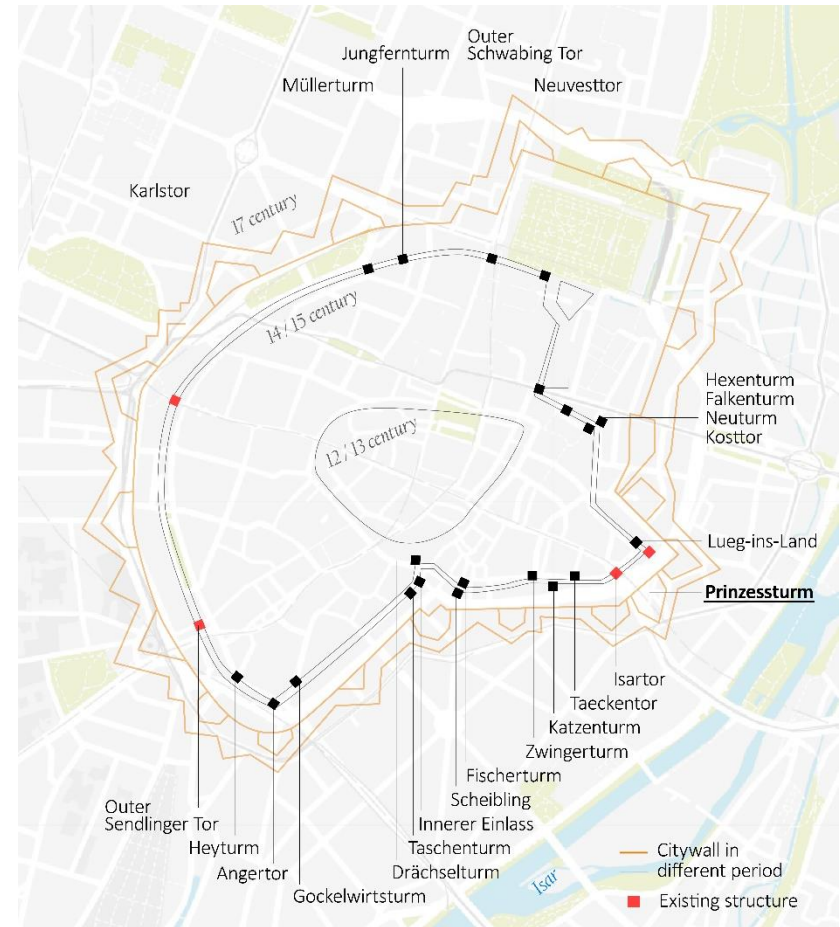 Outer
Schwabing Tor
Jungfernturm
Müllerturm
Neuvesttor
Karlstor
17 century
14 / 15 century
12 / 13 century
Hexenturm
Falkenturm
Neuturm
Kosttor
Lueg-ins-Land
Prinzessturm
Isartor
Taeckentor
Katzenturm
Zwingerturm
Fischerturm
Scheibling
Innerer Einlass
Taschenturm
Drächselturm
Outer
Sendlinger Tor
Heyturm
Angertor
Gockelwirtsturm
Isar
Citywall in
different period
Existing structure